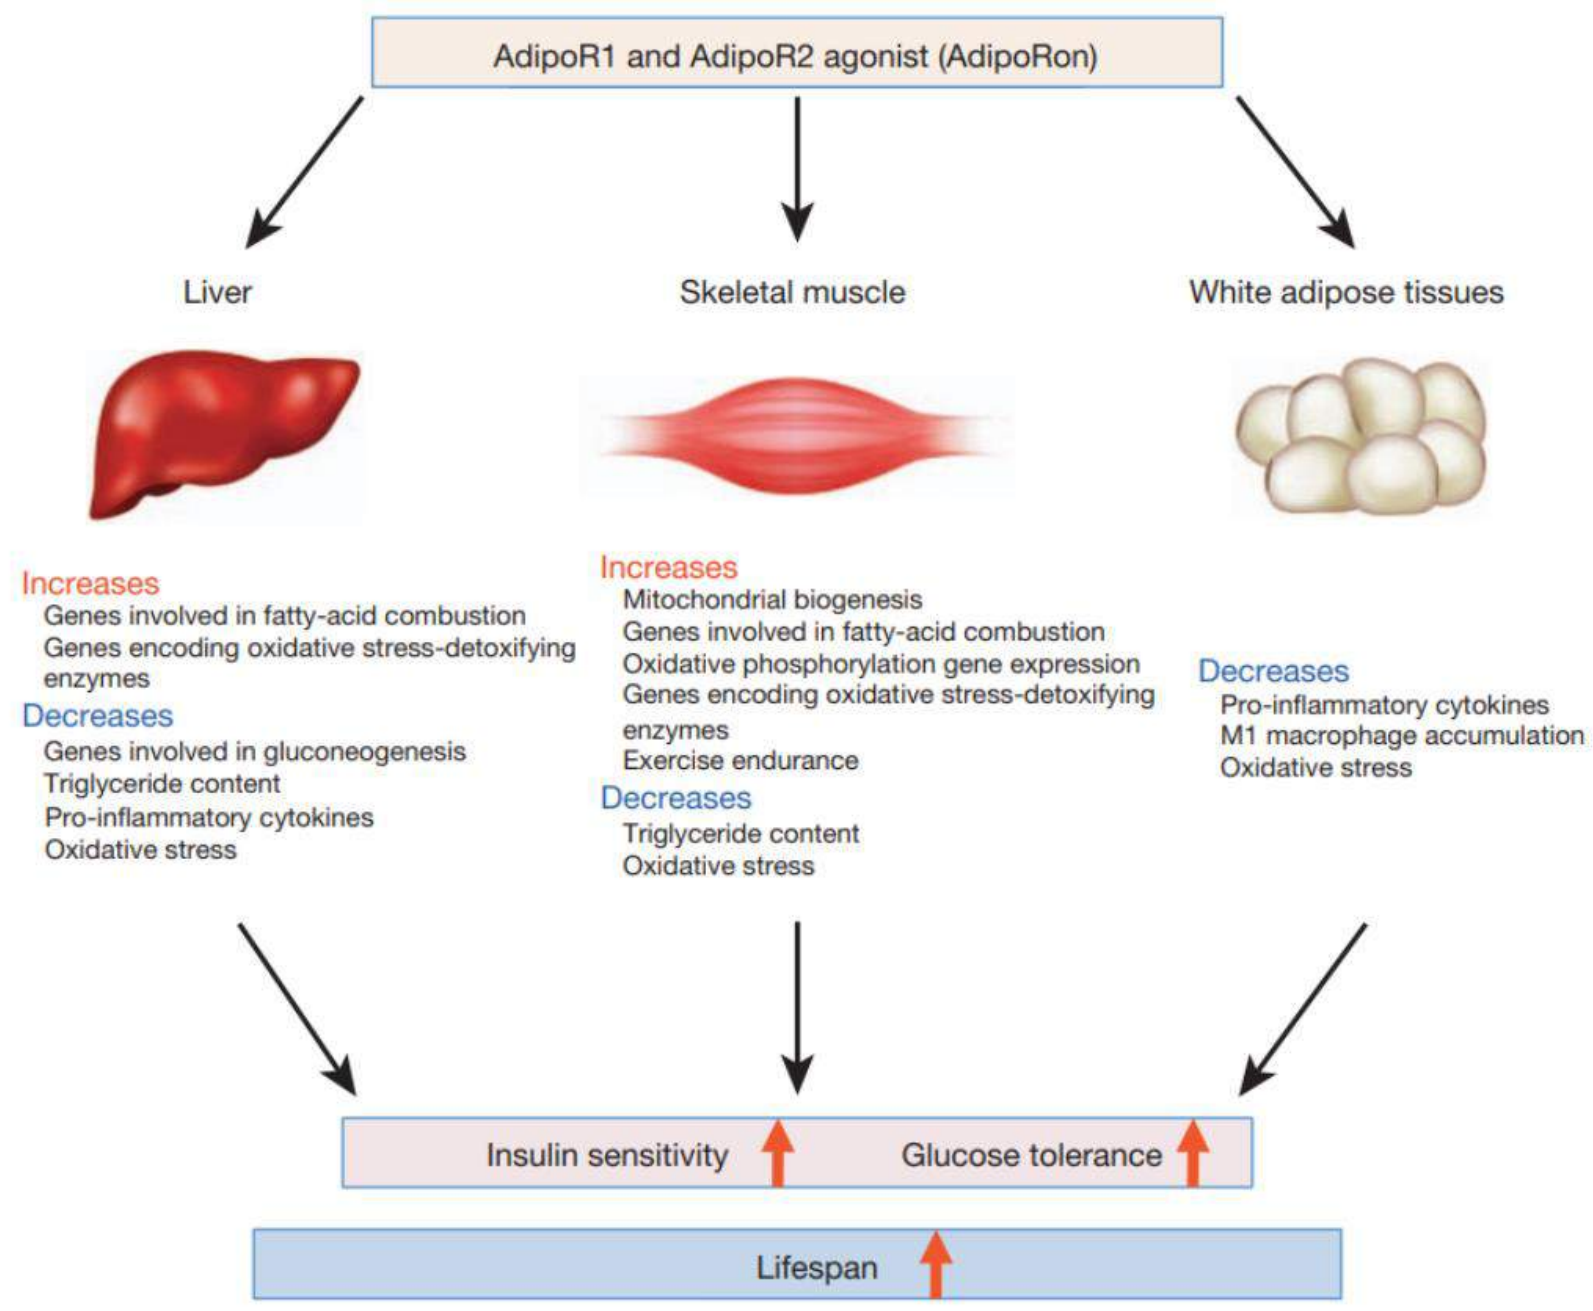 AdipoR1 and AdipoR2 agonist (AdipoRon)
Liver
Skeletal muscle
White adipose tissues
Increases
Genes involved in fatty-acid combustion
Genes encoding oxidative stress-detoxifying
enzymes
Decreases
Genes involved in gluconeogenesis
Triglyceride content
Pro-inflammatory cytokines
Oxidative stress
Increases
Mitochondrial biogenesis
Genes involved in fatty-acid combustion
Oxidative phosphorylation gene expression
Genes encoding oxidative stress-detoxifying
enzymes
Exercise endurance
Decreases
Triglyceride content
Oxidative stress
Decreases
Pro-inflammatory cytokines
M1 macrophage accumulation
Oxidative stress
Insulin sensitivity
Glucose tolerance
Lifespan